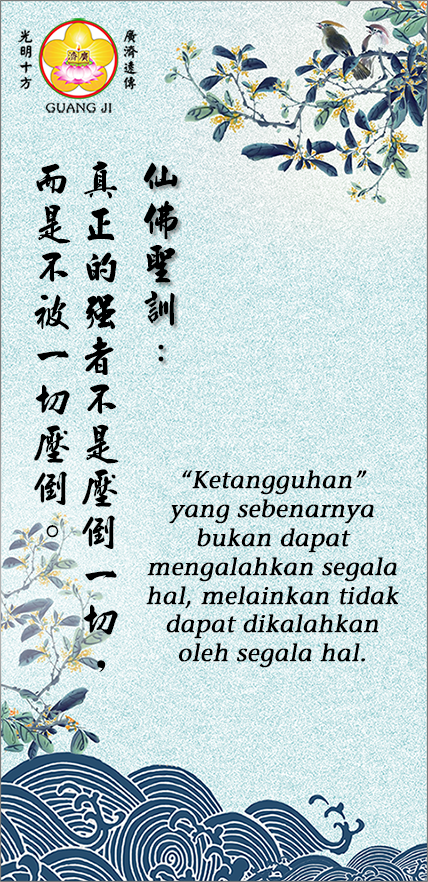 廣濟遠傳
光明十方
廣濟
GUANG JI
仙佛聖訓：
真正的强者不是壓倒一切，
而是不被一切壓倒。
“Ketangguhan”
yang sebenarnya
bukan dapat
mengalahkan segala
hal, melainkan tidak
dapat dikalahkan
oleh segala hal.